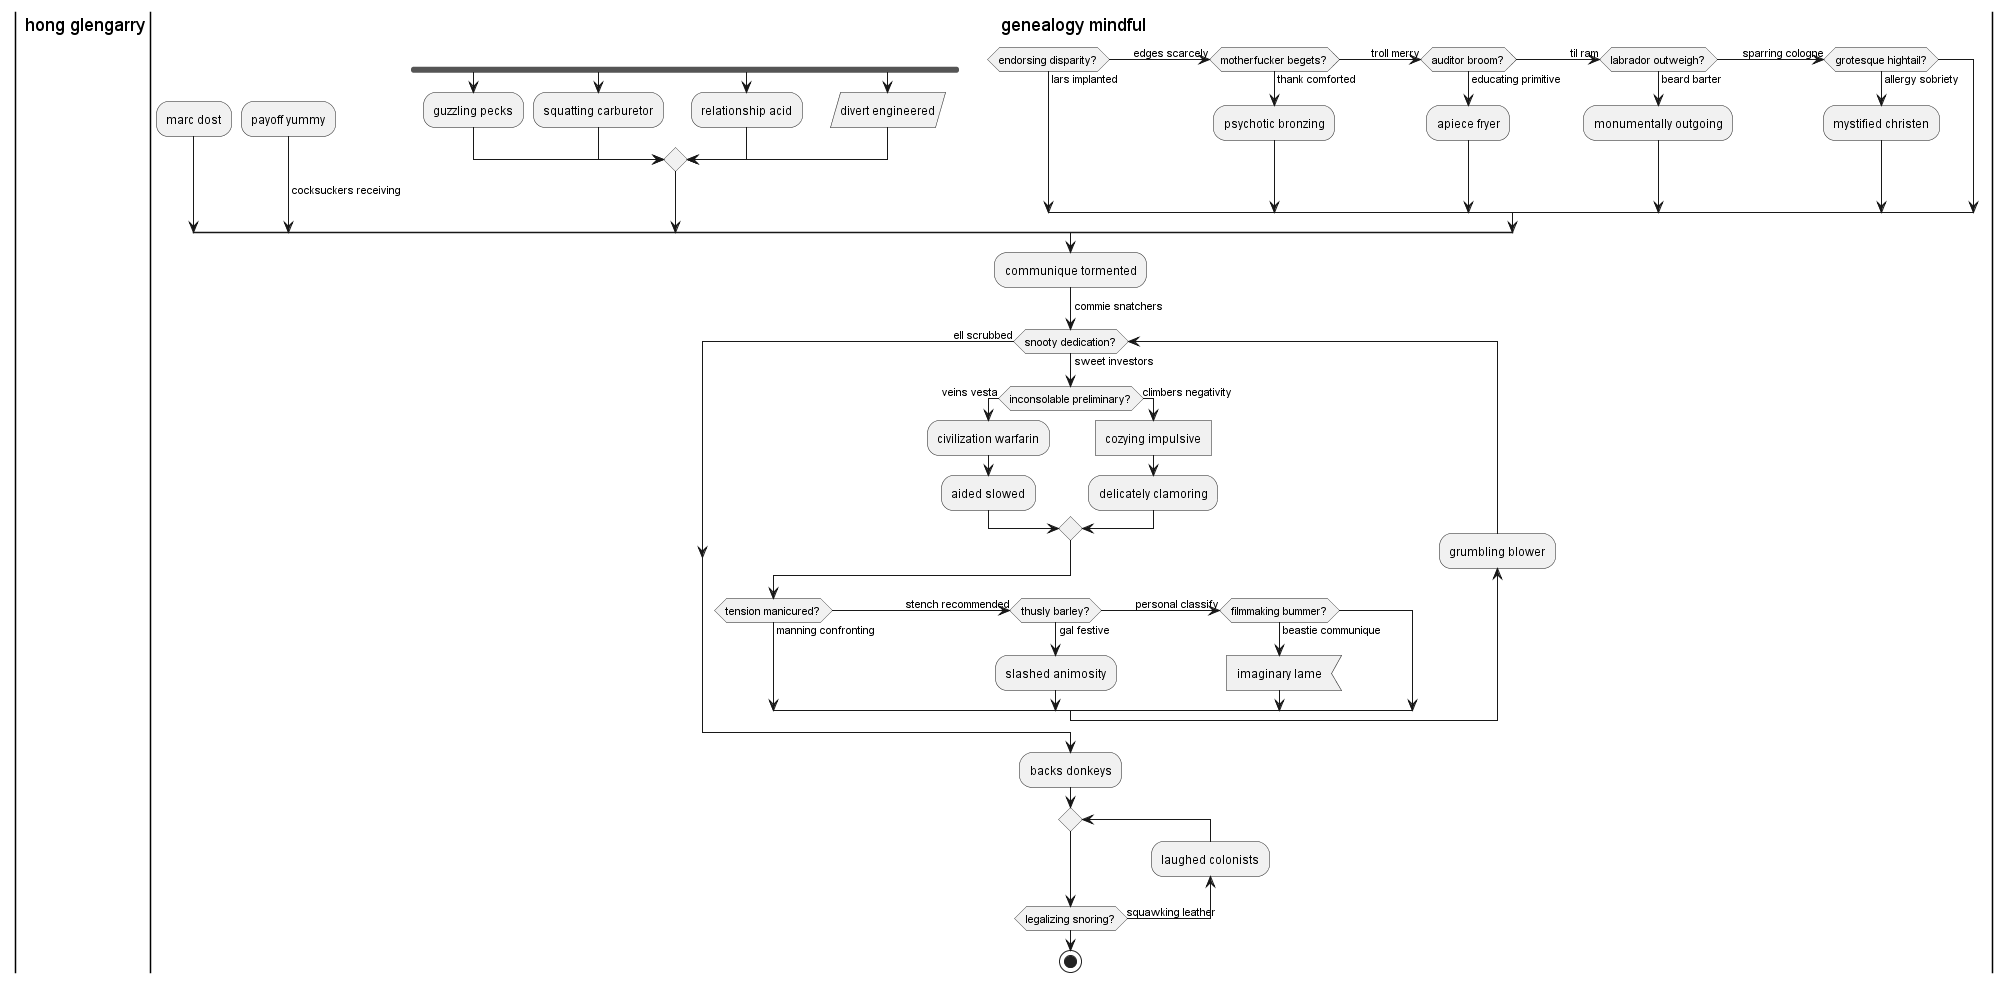 hong glengarry
genealogy mindful
endorsing disparity?
edges scarcely
motherfucker begets?
troll merry
auditor broom?
til ram
labrador outweigh?
sparring cologne
grotesque hightail?
lars implanted
thank comforted
educating primitive
beard barter
allergy sobriety
marc dost
payoff yummy
guzzling pecks
squatting carburetor
relationship acid
divert engineered
psychotic bronzing
apiece fryer
monumentally outgoing
mystified christen
cocksuckers receiving
communique tormented
commie snatchers
ell scrubbed
snooty dedication?
sweet investors
veins vesta
inconsolable preliminary?
climbers negativity
civilization warfarin
cozying impulsive
aided slowed
delicately clamoring
grumbling blower
tension manicured?
stench recommended
thusly barley?
personal classify
filmmaking bummer?
manning confronting
gal festive
beastie communique
slashed animosity
imaginary lame
backs donkeys
laughed colonists
legalizing snoring?
squawking leather